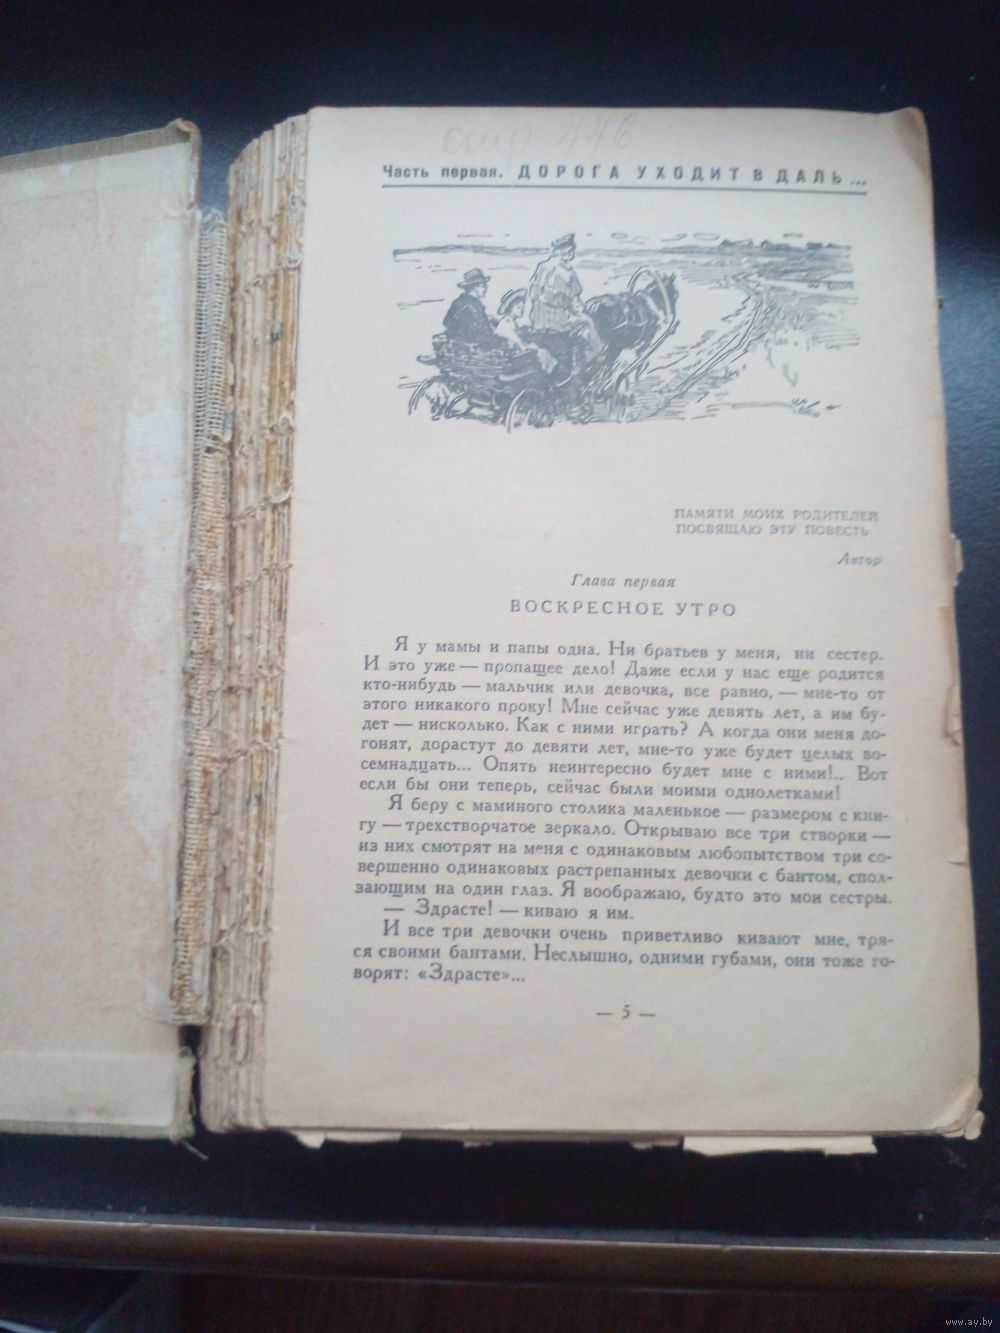 стр 446
Часть первая. ДОРОГА УХОДИТ В ДАЛЬ...
ПАМЯТИ МОИХ РОДИТЕЛЕЙ
ПОСВЯЩАЮ ЭТУ ПОВЕСТЬ
Автор
Глава первая
ВОСКРЕСНОЕ УТРО
Я у мамы и папы одна. Ни братьев у меня, ни сестер.
И это уже — пропащее дело! Даже если у нас еще родится
кто-нибудь — мальчик или девочка, все равно, — мне-то от
этого никакого проку! Мне сейчас уже девять лет, а им бу-
дет — нисколько. Как с ними играть? А когда они меня до-
гонят, дорастут до девяти лет, мне-то уже будет целых во-
семнадцать... Опять неинтересно будет мне с ними!.. Вот
если бы они теперь, сейчас были моими однолетками!
Я беру с маминого столика маленькое — размером с кни-
гу — трехстворчатое зеркало. Открываю все три створки —
из них смотрят на меня с одинаковым любопытством три со-
вершенно одинаковых растрепанных девочки с бантом, спол-
зающим на один глаз. Я воображаю, будто это мои сестры.
— Здрасте! — киваю я им.
И все три девочки очень приветливо кивают мне, тря-
ся своими бантами. Неслышно, одними губами, они тоже го-
ворят: «Здрасте»...
— 5 —
www.ay.by